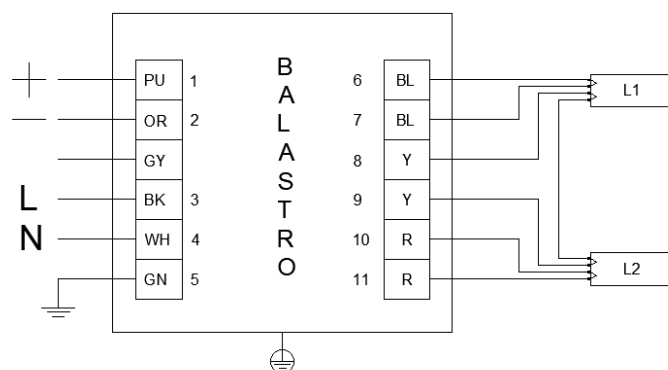 +
PU 1
6 BL
L1
−
OR 2
7 BL
GY
8 Y
L
BK 3
9 Y
N
WH 4
10 R
L2
GN 5
11 R
BALASTRO